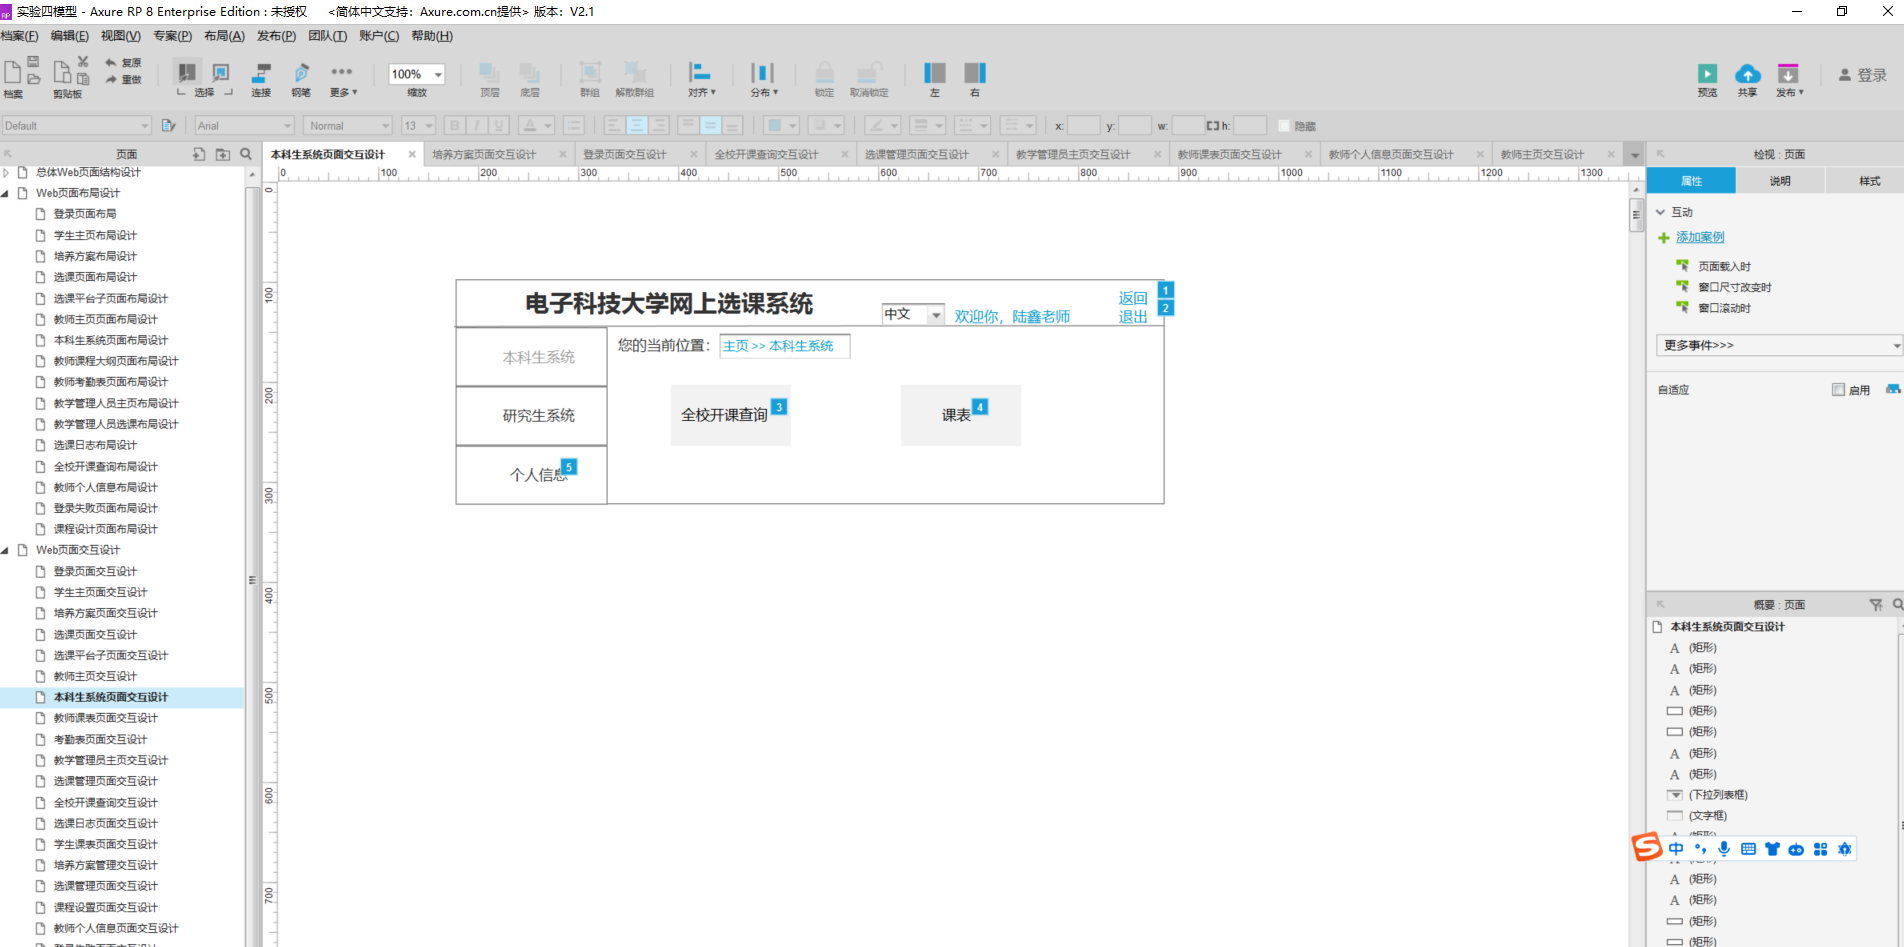 实验四模型 - Axure RP 8 Enterprise Edition : 未授权 <简体中文支持：Axure.com.cn提供> 版本：V2.1
档案(F) 编辑(E) 视图(V) 专案(P) 布局(A) 发布(P) 团队(T) 账户(C) 帮助(H)
复原
重做
档案 剪贴板 选择 连接 钢笔 更多 100% 缩放 顶层 底层 群组 解散群组 对齐 分布 锁定 取消锁定 左 右 预览 共享 发布 登录
Default Arial Normal 13 B I U A x: y: w: h: 隐藏
页面
本科生系统页面交互设计 培养方案页面交互设计 登录页面交互设计 全校开课查询交互设计 选课管理页面交互设计 教学管理员主页交互设计 教师课表页面交互设计 教师个人信息页面交互设计 教师主页交互设计
0 100 200 300 400 500 600 700 800 900 1000 1100 1200 1300
0
100
200
300
400
500
600
700
总体Web页面结构设计
Web页面布局设计
登录页面布局
学生主页布局设计
培养方案布局设计
选课页面布局设计
选课平台子页面布局设计
教师主页页面布局设计
本科生系统页面布局设计
教师课程大纲页面布局设计
教师考勤表页面布局设计
教学管理人员主页布局设计
教学管理人员选课布局设计
选课日志布局设计
全校开课查询布局设计
教师个人信息布局设计
登录失败页面布局设计
课程设计页面布局设计
Web页面交互设计
登录页面交互设计
学生主页面交互设计
培养方案页面交互设计
选课页面交互设计
选课平台子页面交互设计
教师主页交互设计
本科生系统页面交互设计
教师课表页面交互设计
考勤表页面交互设计
教学管理员主页交互设计
选课管理页面交互设计
全校开课查询交互设计
选课日志页面交互设计
学生课表页面交互设计
培养方案管理交互设计
选课管理页面交互设计
课程设置页面交互设计
教师个人信息页面交互设计
电子科技大学网上选课系统
中文 欢迎你，陆鑫老师
返回 1
退出 2
本科生系统
您的当前位置： 主页 >> 本科生系统
研究生系统
全校开课查询 3
课表 4
个人信息 5
检视：页面
属性 说明 样式
互动
添加案例
页面载入时
窗口尺寸改变时
窗口滚动时
更多事件>>>
自适应 启用
概要：页面
本科生系统页面交互设计
A (矩形)
A (矩形)
A (矩形)
(矩形)
(矩形)
A (矩形)
A (矩形)
(下拉列表框)
(文字框)
S 中
A (矩形)
A (矩形)
(矩形)
(矩形)